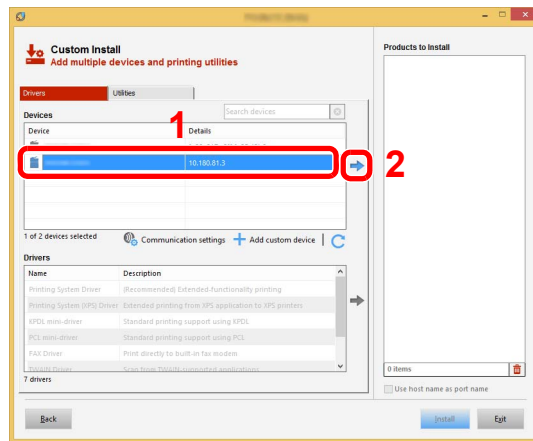 Custom Install
Add multiple devices and printing utilities
Products to Install
Drivers
Utilities
Devices
Search devices
1
Device
Details
10.180.81.3
2
1 of 2 devices selected
Communication settings
Add custom device
Drivers
Name
Description
Printing System Driver
(Recommended) Extended-functionality printing
Printing System (XPS) Driver
Extended printing from XPS application to XPS printers
KPDL mini-driver
Standard printing support using KPDL
PCL mini-driver
Standard printing support using PCL
FAX Driver
Print directly to built-in fax modem
TWAIN Driver
Scan from TWAIN-supported applications
7 drivers
0 items
Use host name as port name
Back
Install
Exit